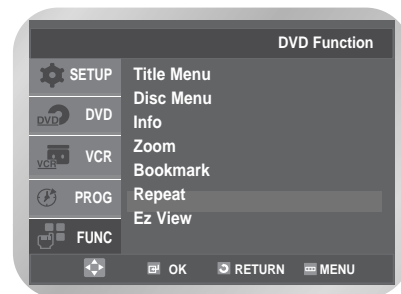 DVD Function
SETUP
DVD
DVD
VCR
VCR
PROG
FUNC
Title Menu
Disc Menu
Info
Zoom
Bookmark
Repeat
Ez View
OK RETURN MENU